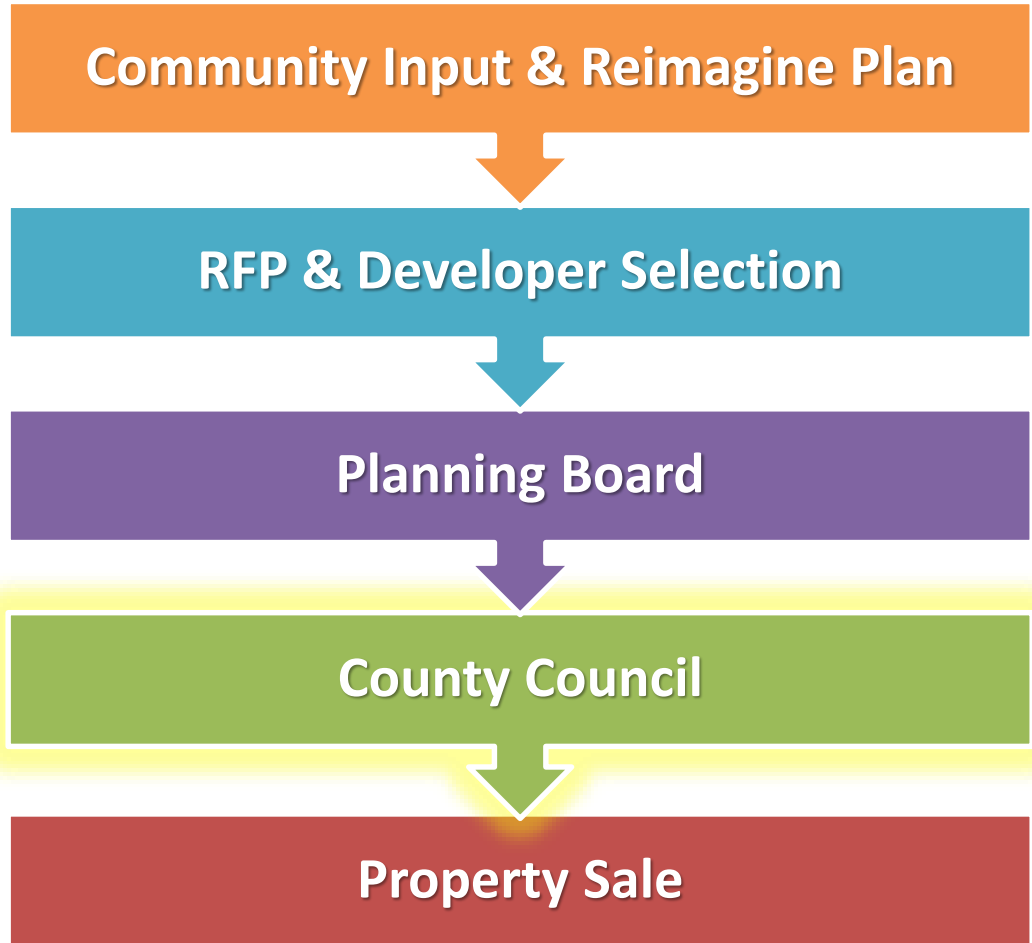 Community Input & Reimagine Plan
RFP & Developer Selection
Planning Board
County Council
Property Sale